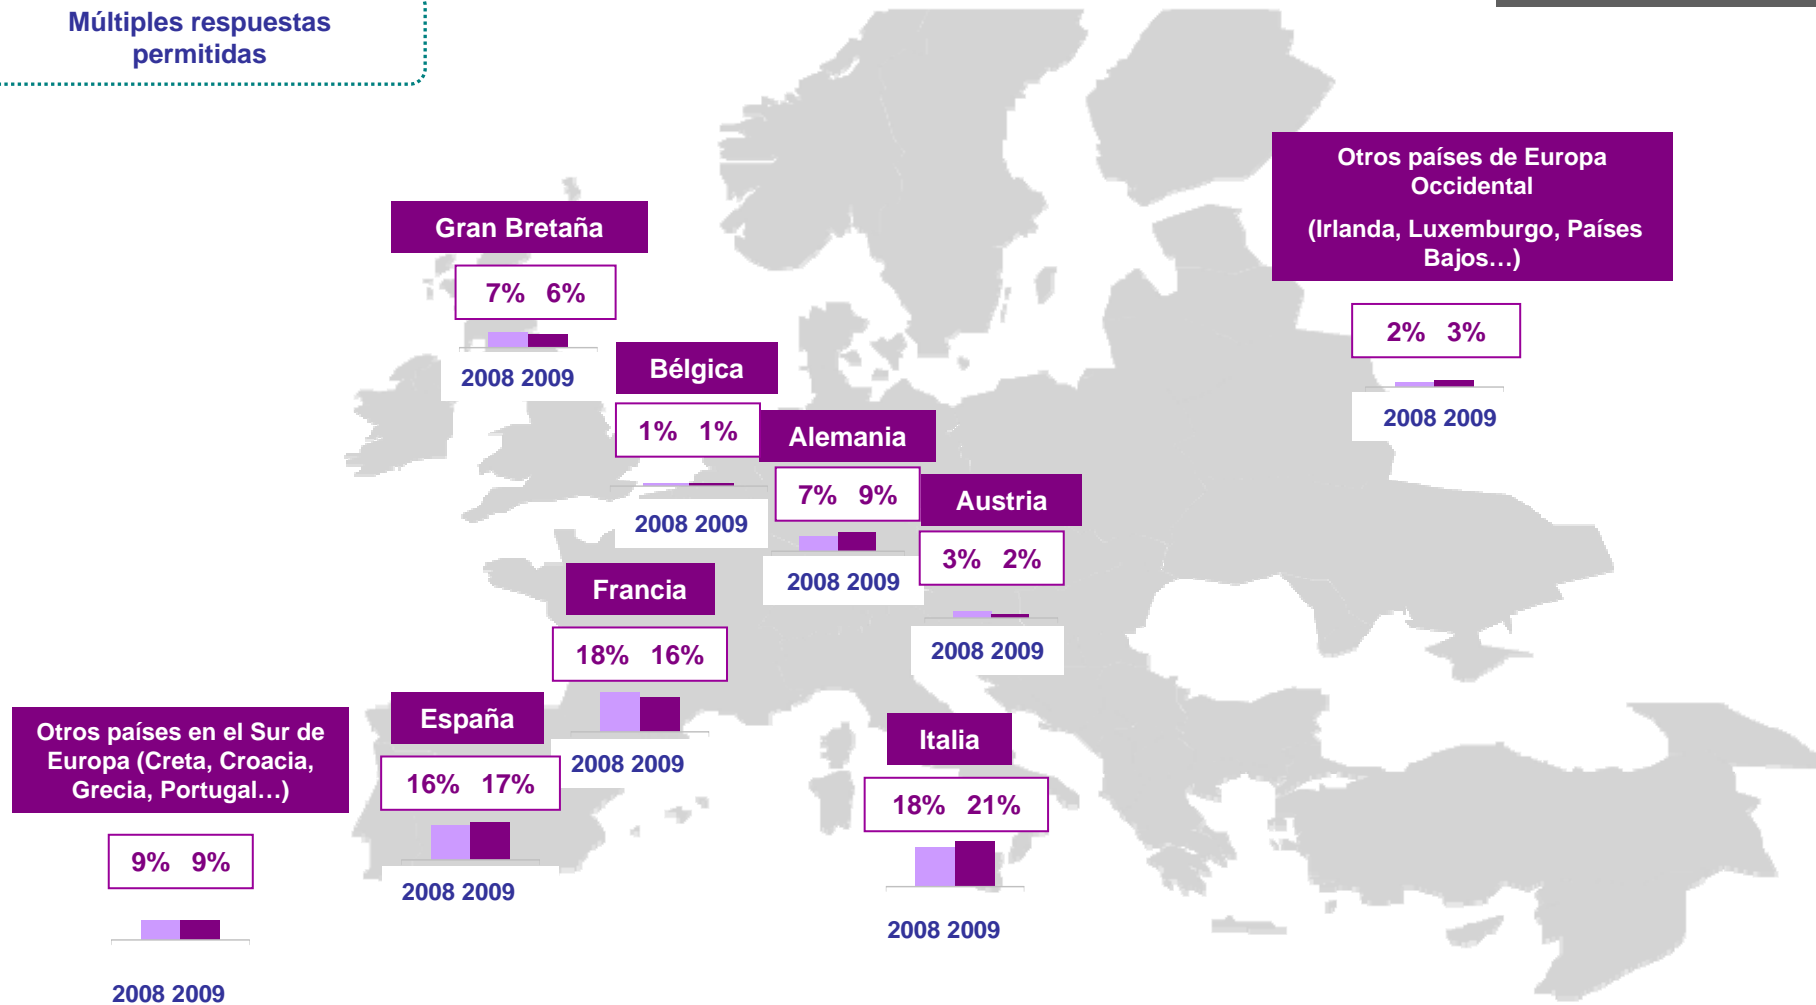 Múltiples respuestas
permitidas
Otros países de Europa
Occidental
(Irlanda, Luxemburgo, Países
Bajos…)
2% 3%
2008 2009
Gran Bretaña
7% 6%
2008 2009
Bélgica
1% 1%
2008 2009
Alemania
7% 9%
2008 2009
Austria
3% 2%
2008 2009
Francia
18% 16%
2008 2009
España
16% 17%
2008 2009
Otros países en el Sur de
Europa (Creta, Croacia,
Grecia, Portugal…)
9% 9%
2008 2009
Italia
18% 21%
2008 2009